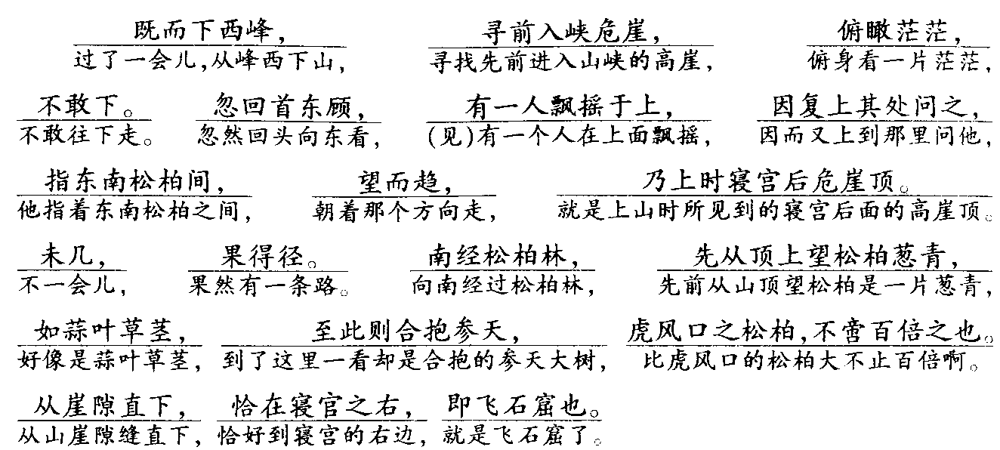 既而下西峰， 寻前入峡危崖， 俯瞰茫茫，
过了一会儿，从峰西下山， 寻找先前进入山峡的高崖， 俯身看一片茫茫，
不敢下。 忽回首东顾， 有一人飘摇于上， 因复上其处问之，
不敢往下走。 忽然回头向东看， (见)有一个人在上面飘摇， 因而又上到那里问他，
指东南松柏间， 望而趋， 乃上时寝宫后危崖顶。
他指着东南松柏之间， 朝着那个方向走， 就是上山时所见到的寝宫后面的高崖顶。
未几， 果得径。 南经松柏林， 先从顶上望松柏葱青，
不一会儿， 果然有一条路。 向南经过松柏林， 先前从山顶望松柏是一片葱青，
如蒜叶草茎， 至此则合抱参天， 虎风口之松柏，不啻百倍之也。
好像是蒜叶草茎， 到了这里一看却是合抱的参天大树， 比虎风口的松柏大不止百倍啊。
从崖隙直下， 恰在寝官之右， 即飞石窟也。
从山崖隙缝直下， 恰好到寝宫的右边， 就是飞石窟了。